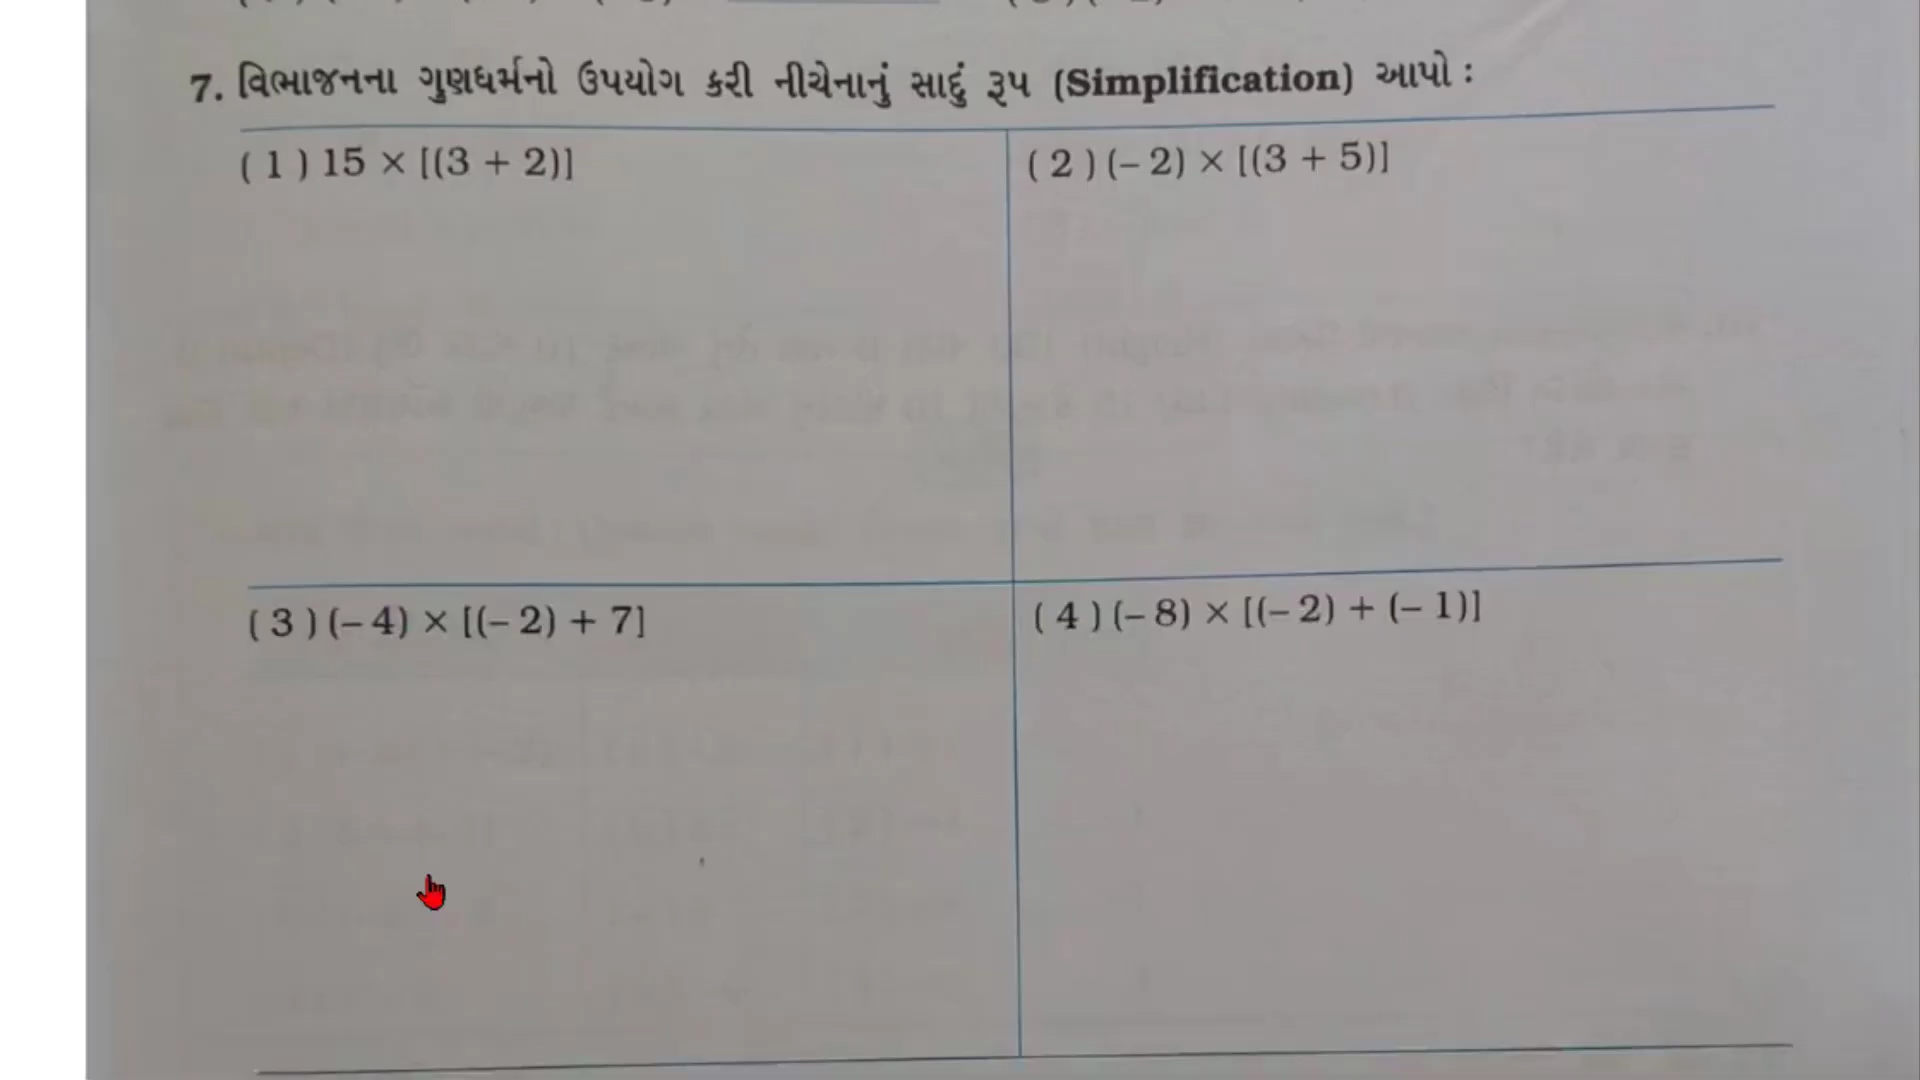 7. વિભાજનના ગુણધર્મનો ઉપયોગ કરી નીચેનાનું સાદું રૂપ (Simplification) આપો :
( 1 ) 15 × [(3 + 2)]
( 2 ) (– 2) × [(3 + 5)]
( 3 ) (– 4) × [(– 2) + 7]
( 4 ) (– 8) × [(– 2) + (– 1)]